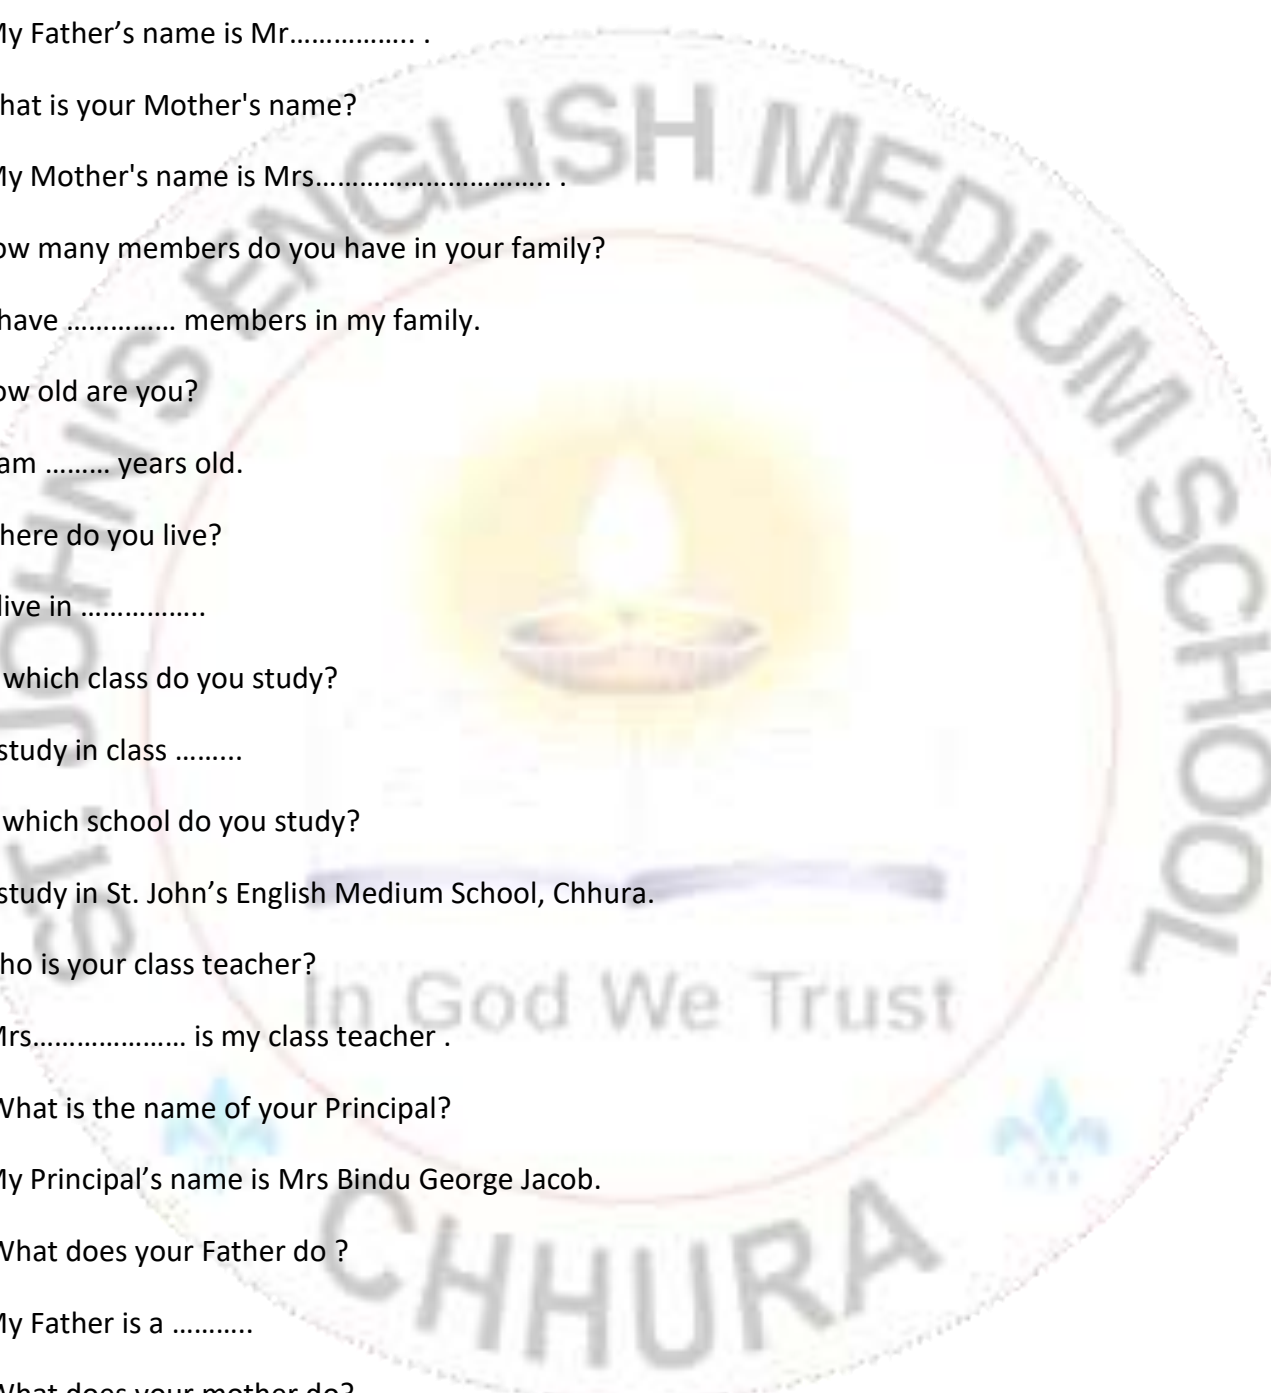 My Father’s name is Mr…………….. .
hat is your Mother's name?
My Mother's name is Mrs………………………….. .
ow many members do you have in your family?
have …………… members in my family.
ow old are you?
am ……… years old.
here do you live?
live in ……………..
which class do you study?
study in class ……...
which school do you study?
study in St. John’s English Medium School, Chhura.
ho is your class teacher?
Mrs………………… is my class teacher .
What is the name of your Principal?
My Principal’s name is Mrs Bindu George Jacob.
What does your Father do ?
My Father is a ………..
What does your mother do?
ST. JOHN'S ENGLISH MEDIUM SCHOOL
In God We Trust
CHHURA